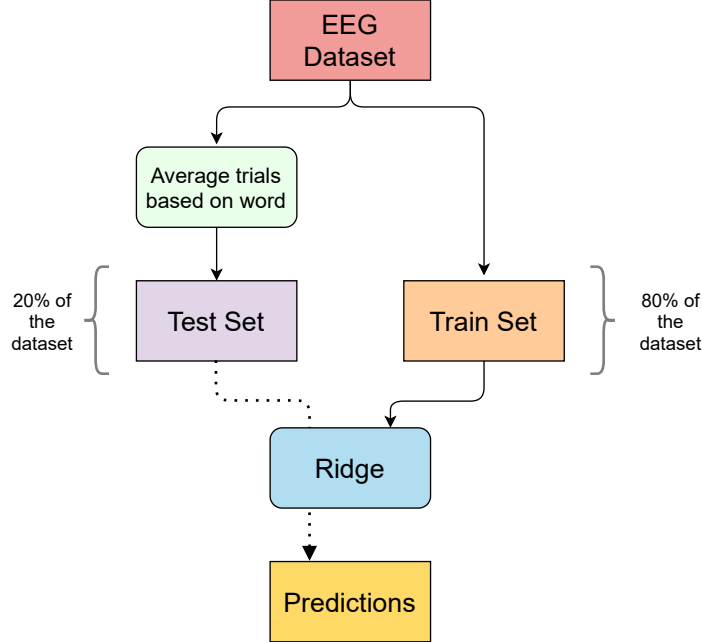 EEG
Dataset
Average trials
based on word
20% of
the
dataset
Test Set
Train Set
80% of
the
dataset
Ridge
Predictions